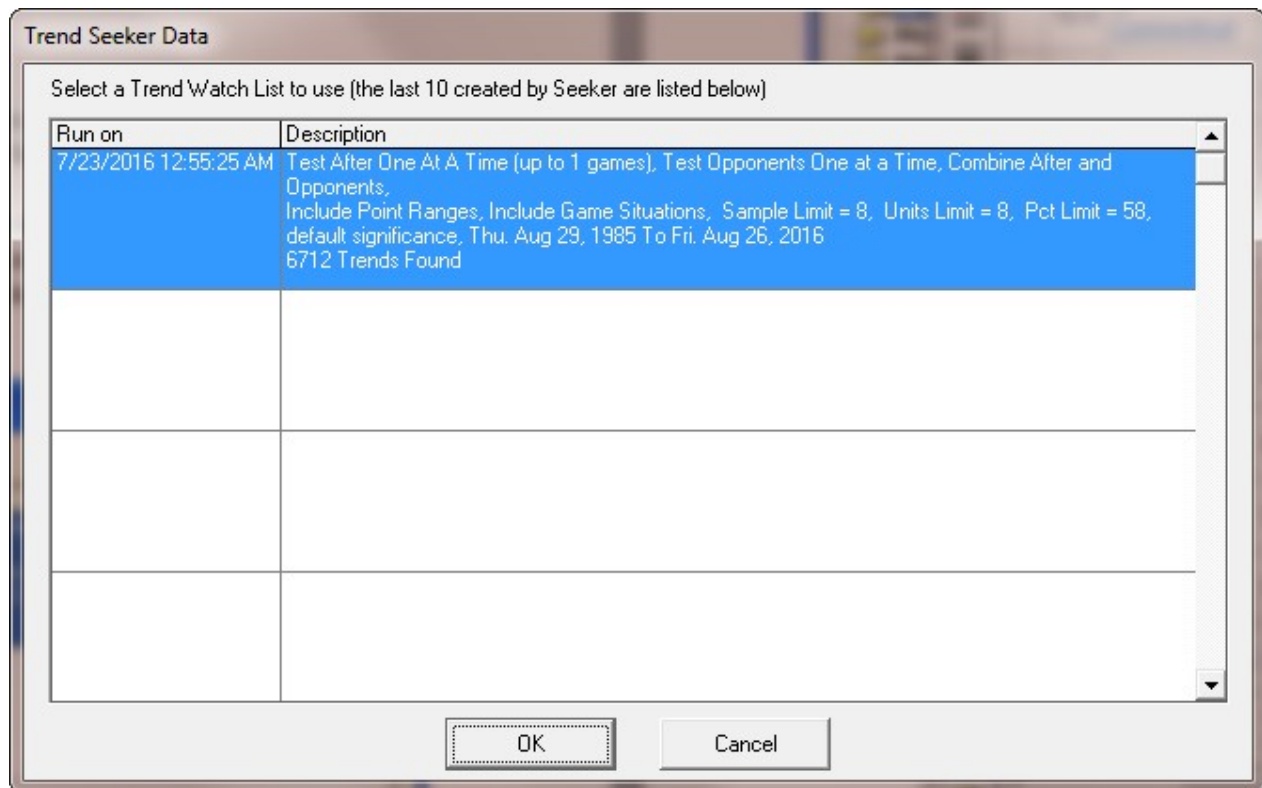 Trend Seeker Data
Select a Trend Watch List to use (the last 10 created by Seeker are listed below)
Run on Description
7/23/2016 12:55:25 AM Test After One At A Time (up to 1 games), Test Opponents One at a Time, Combine After and
Opponents,
Include Point Ranges, Include Game Situations, Sample Limit = 8, Units Limit = 8, Pct Limit = 58,
default significance, Thu. Aug 29, 1985 To Fri. Aug 26, 2016
6712 Trends Found
OK Cancel